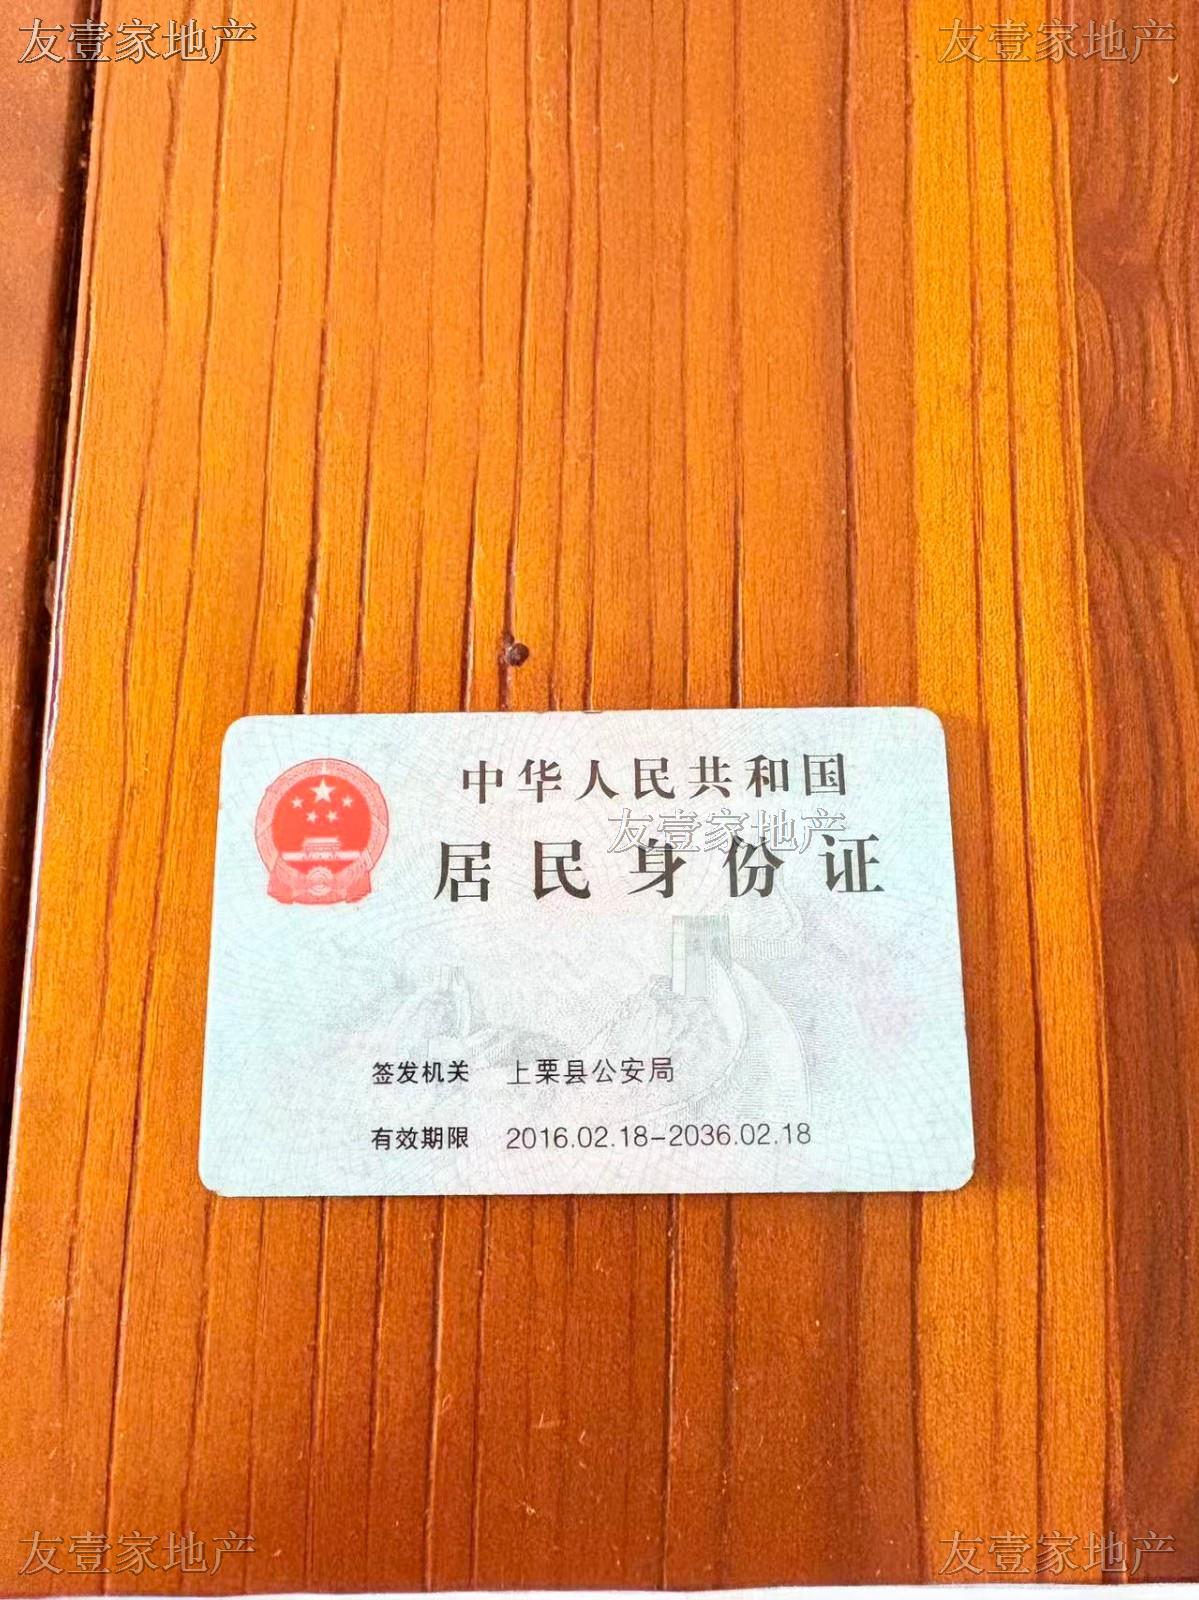 友壹家地产 友壹家地产
中华人民共和国
友壹家地产
居民身份证
签发机关 上栗县公安局
有效期限 2016.02.18-2036.02.18
友壹家地产 友壹家地产